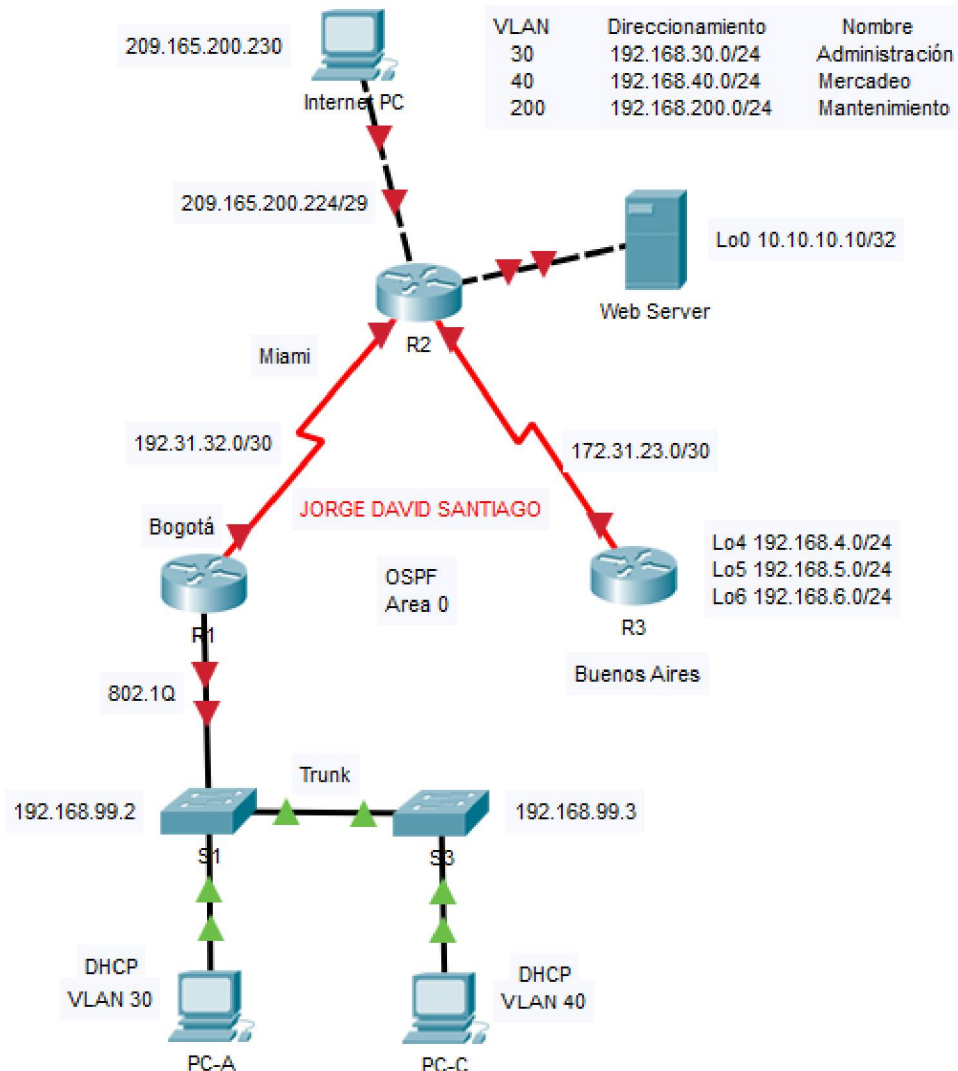 VLAN Direccionamiento Nombre
30 192.168.30.0/24 Administración
40 192.168.40.0/24 Mercadeo
200 192.168.200.0/24 Mantenimiento
209.165.200.230
Internet PC
209.165.200.224/29
Lo0 10.10.10.10/32
Web Server
R2
Miami
192.31.32.0/30
172.31.23.0/30
JORGE DAVID SANTIAGO
Bogotá
R1
OSPF
Area 0
Lo4 192.168.4.0/24
Lo5 192.168.5.0/24
Lo6 192.168.6.0/24
R3
Buenos Aires
802.1Q
Trunk
192.168.99.2
S1
S3
192.168.99.3
DHCP
VLAN 30
PC-A
DHCP
VLAN 40
PC-C